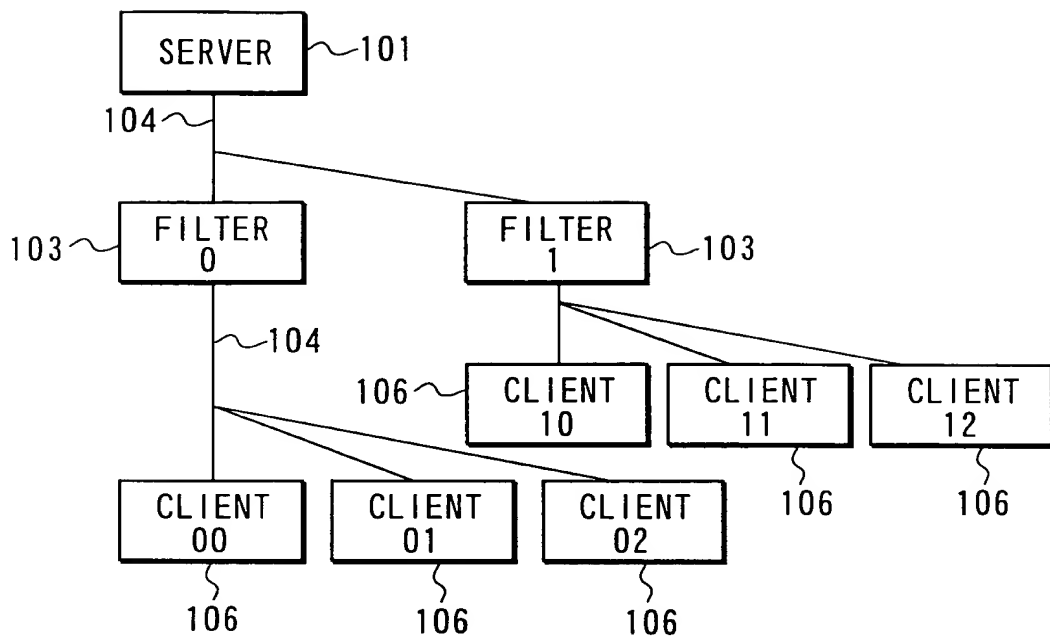 SERVER
101
104
FILTER
0
103
FILTER
1
103
104
106
CLIENT
10
CLIENT
11
CLIENT
12
106
106
CLIENT
00
CLIENT
01
CLIENT
02
106
106
106